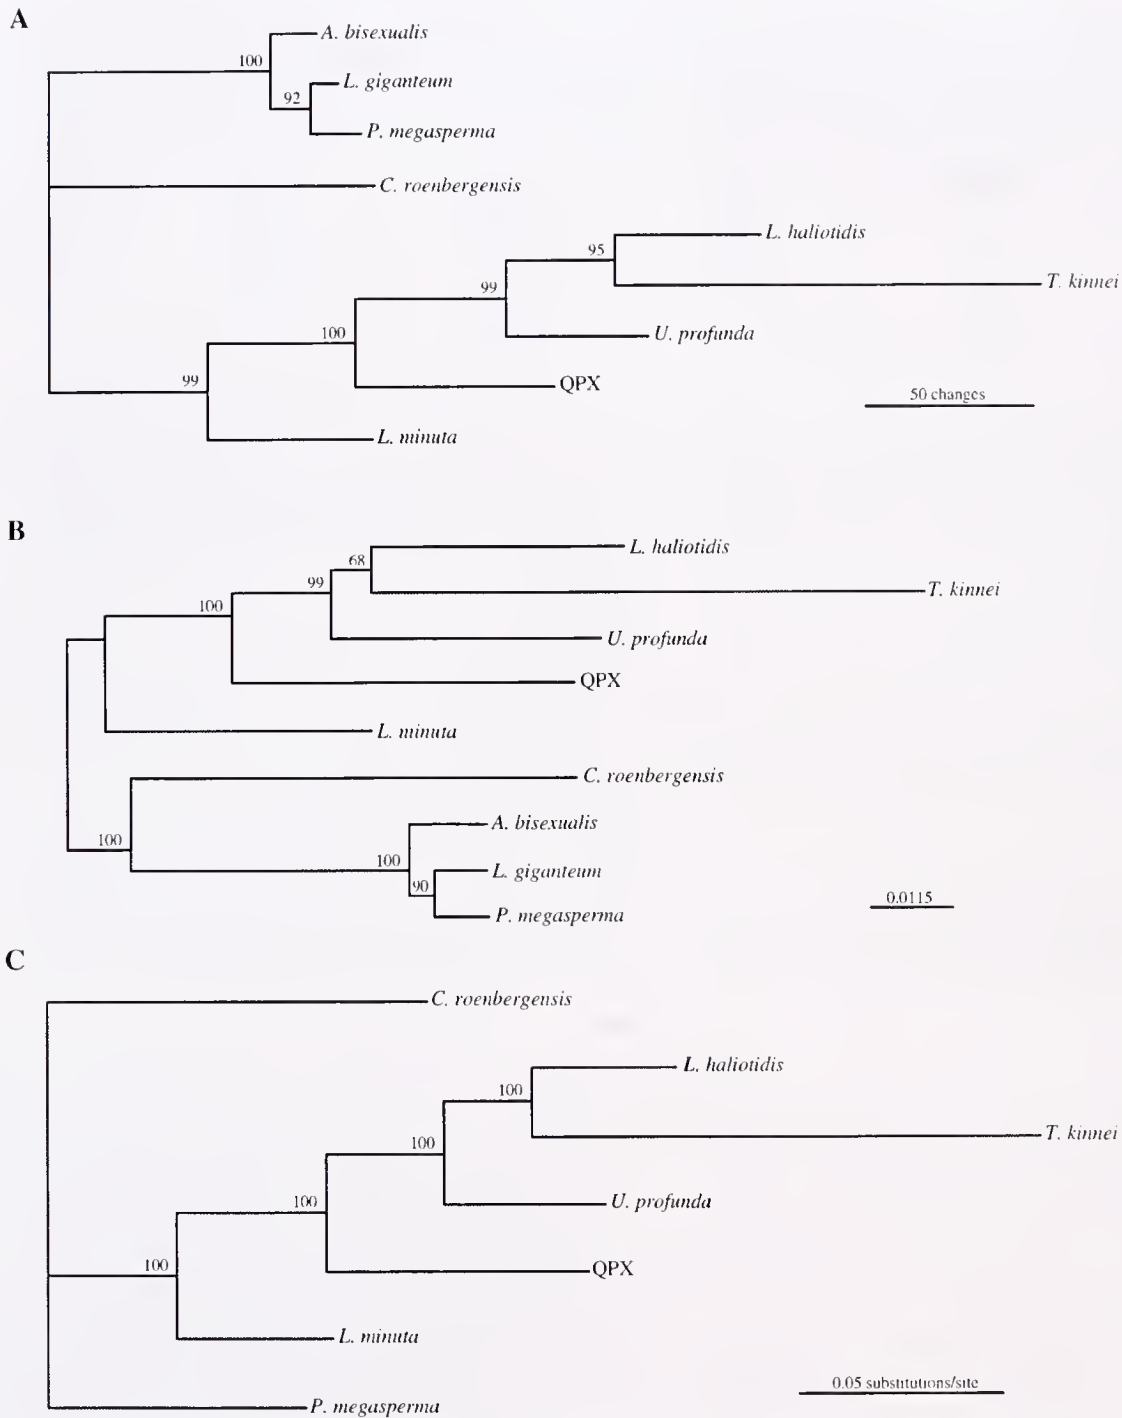 A
A. bisexualis
100
L. giganteum
92
P. megasperma
C. roenbergensis
L. haliotidis
95
T. kinnei
99
U. profunda
100
QPX
99
50 changes
L. minuta
B
L. haliotidis
68
99
T. kinnei
100
U. profunda
QPX
L. minuta
C. roenbergensis
A. bisexualis
100
100
L. giganteum
90
0.0115
P. megasperma
C
C. roenbergensis
L. haliotidis
100
T. kinnei
100
U. profunda
100
QPX
100
L. minuta
0.05 substitutions/site
P. megasperma